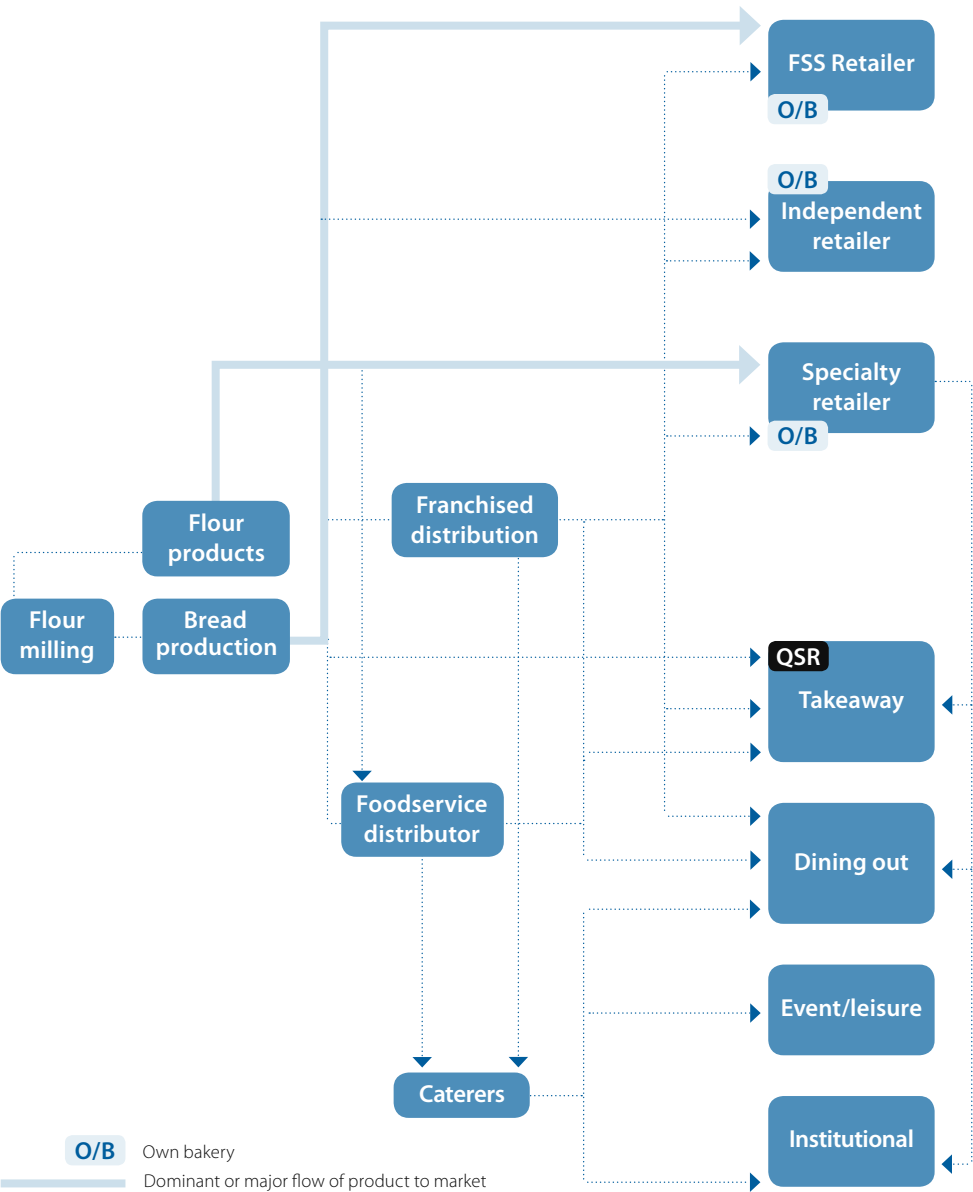 FSS Retailer
O/B
O/B
Independent
retailer
Specialty
retailer
O/B
Franchised
distribution
Flour
products
Flour
milling
Bread
production
QSR
Takeaway
Foodservice
distributor
Dining out
Event/leisure
Caterers
Institutional
O/B Own bakery
Dominant or major flow of product to market